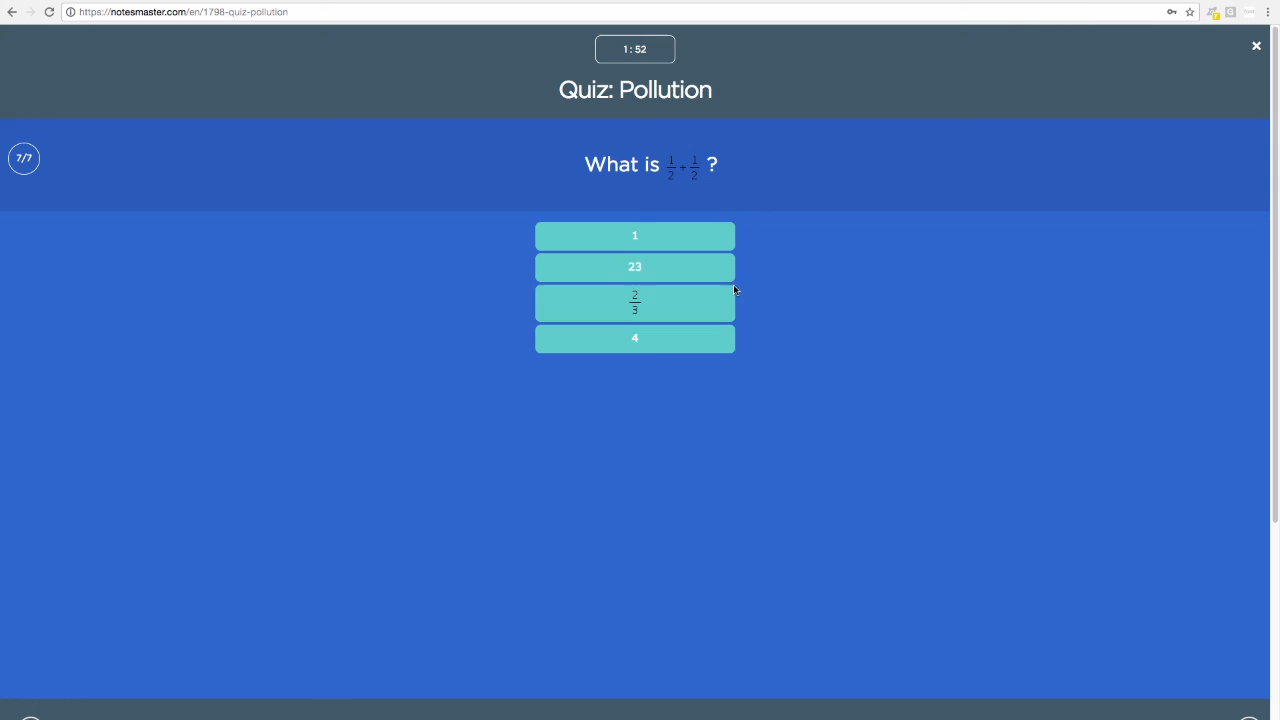 https://notesmaster.com/en/1798-quiz-pollution
1 : 52
Quiz: Pollution
7/7
What is 1/2 + 1/2 ?
1
23
2/3
4